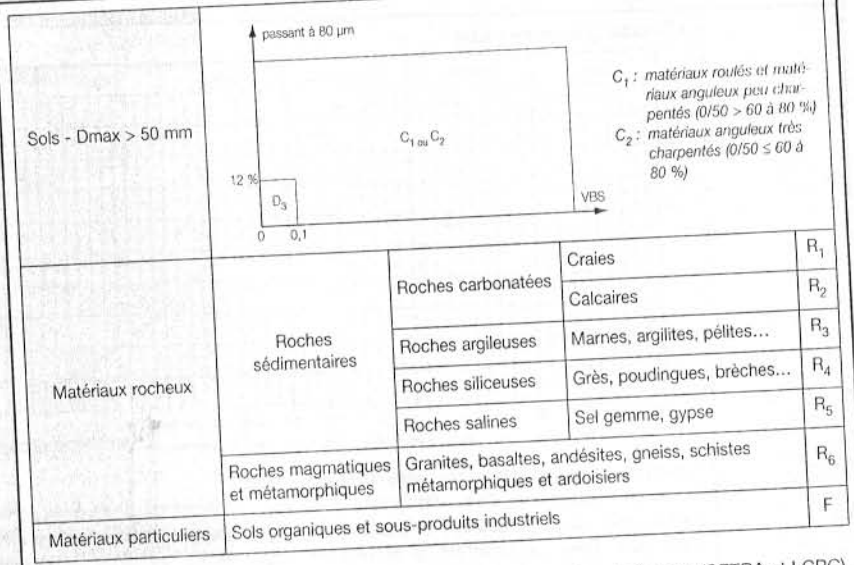 passant à 80 µm
C₁ : matériaux roulés et maté-
riaux anguleux peu char-
pentés (0/50 > 60 à 80 %)
C₂ : matériaux anguleux très
charpentés (0/50 ≤ 60 à
80 %)
Sols - Dmax > 50 mm
C₁ ou C₂
12 %
D₃
VBS
0 0,1
Matériaux rocheux
Roches
sédimentaires
Roches carbonatées
Craies R₁
Calcaires R₂
Roches argileuses Marnes, argilites, pélites... R₃
Roches siliceuses Grès, poudingues, brèches... R₄
Roches salines Sel gemme, gypse R₅
Roches magmatiques
et métamorphiques
Granites, basaltes, andésites, gneiss, schistes
métamorphiques et ardoisiers
R₆
Matériaux particuliers Sols organiques et sous-produits industriels F